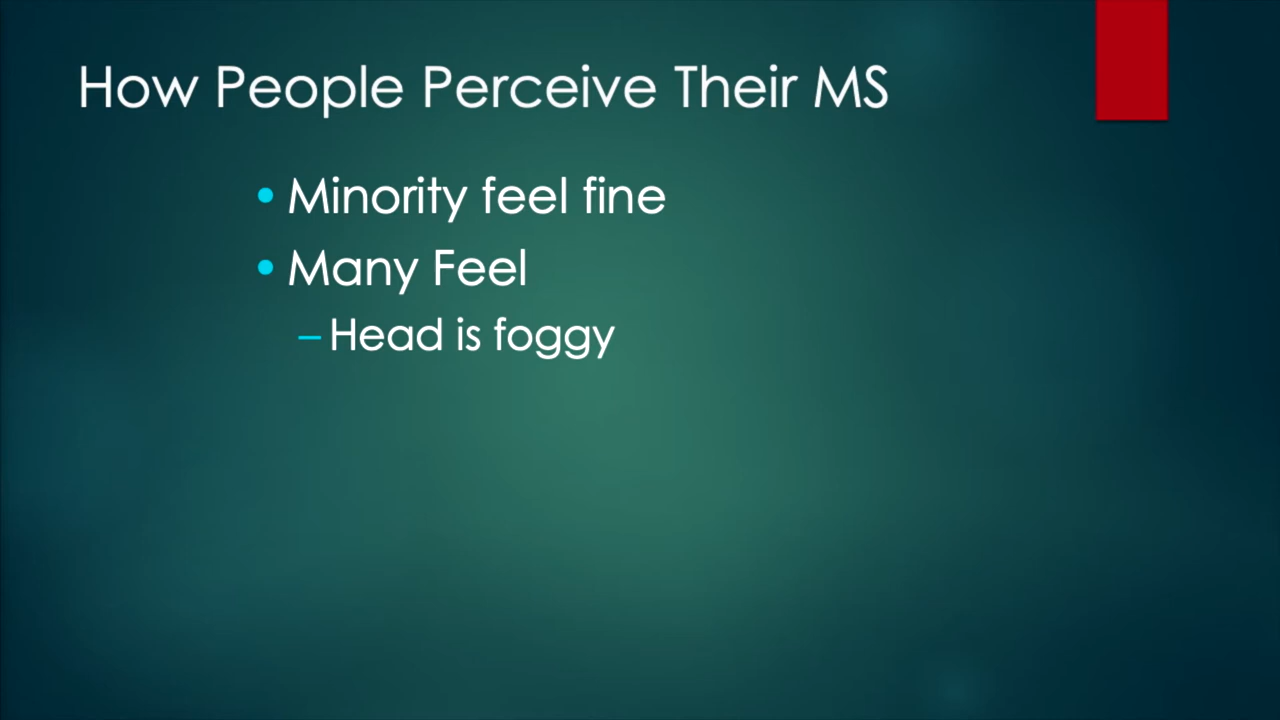 How People Perceive Their MS
• Minority feel fine
• Many Feel
– Head is foggy